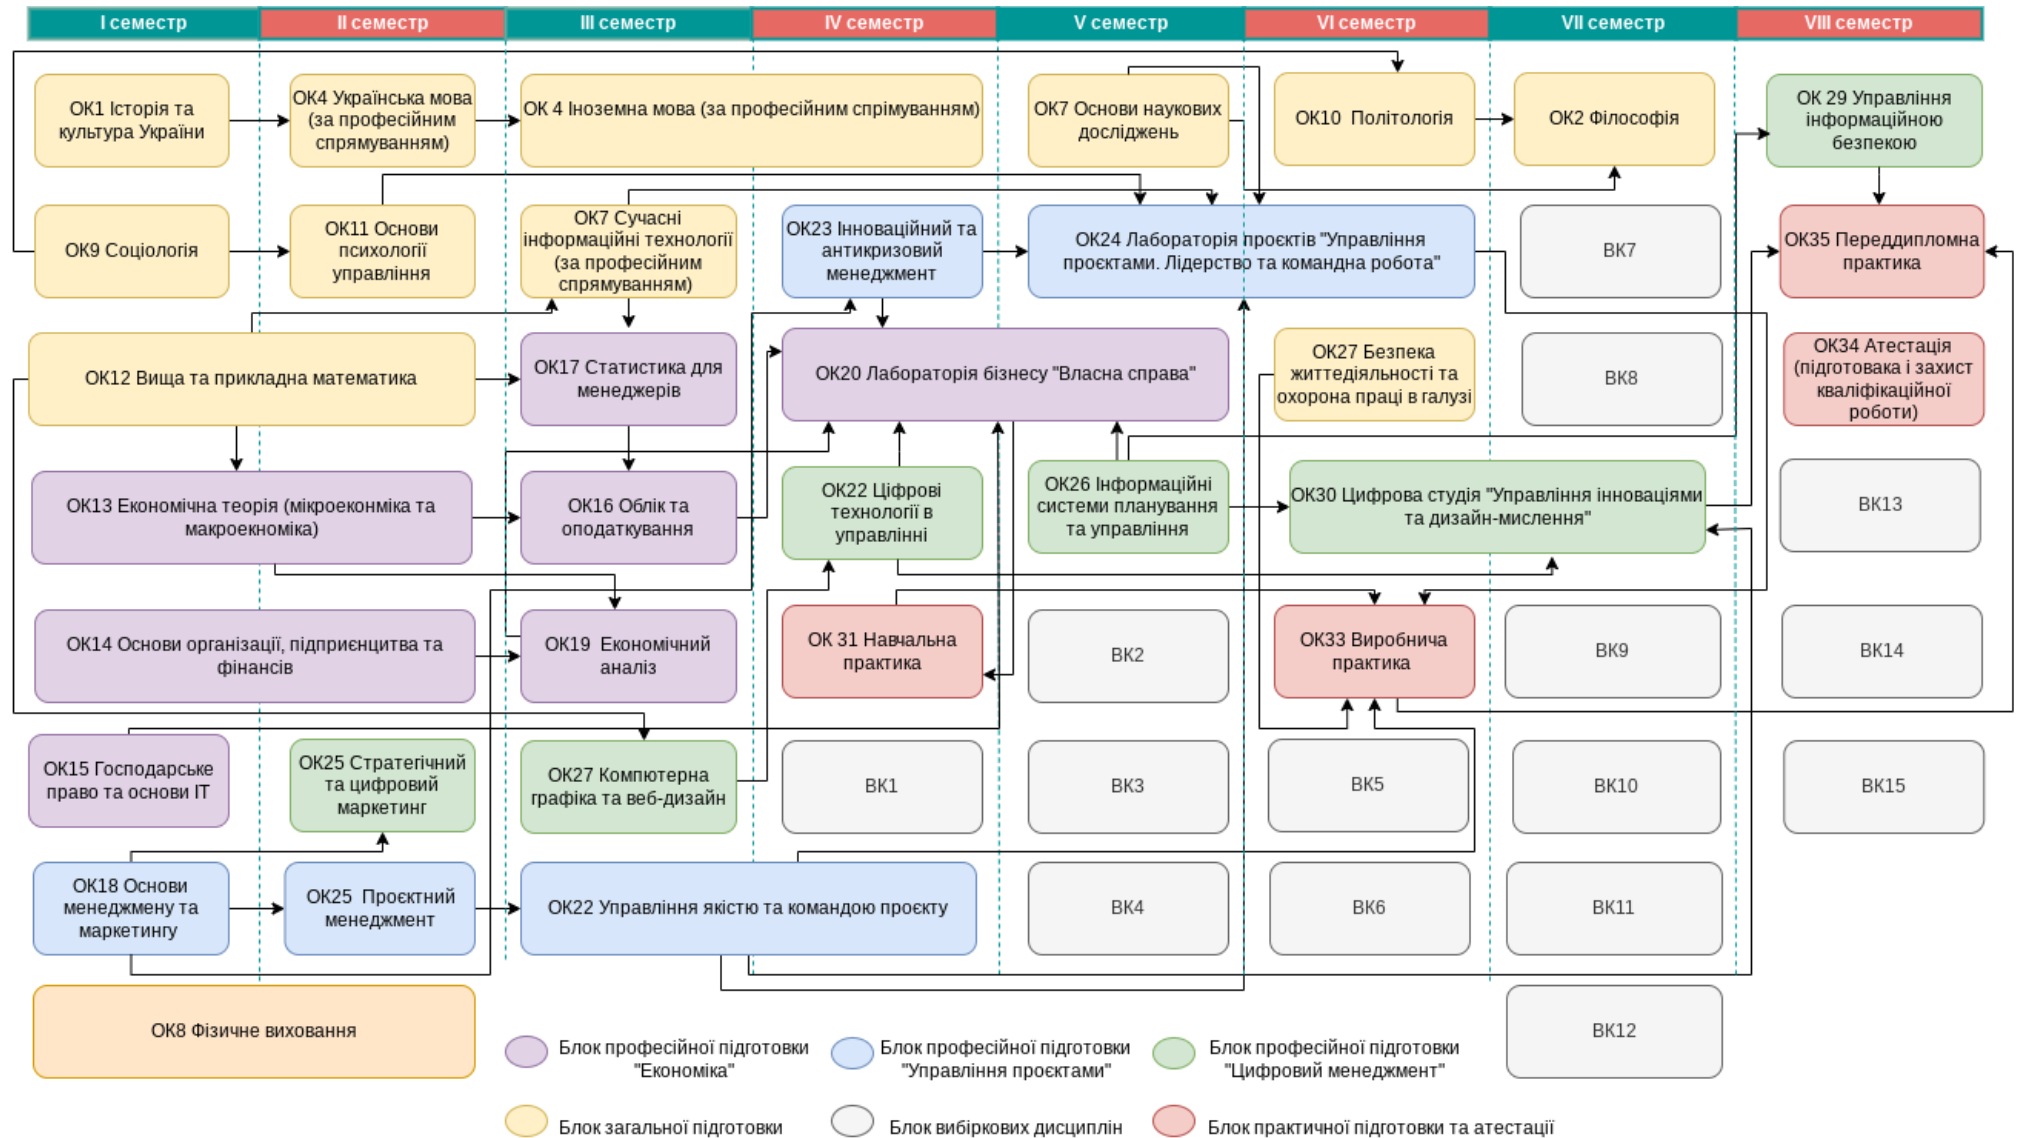 I семестр
II семестр
III семестр
IV семестр
V семестр
VI семестр
VII семестр
VIII семестр
ОК1 Історія та
культура України
ОК4 Українська мова
(за професійним
спрямуванням)
ОК 4 Іноземна мова (за професійним спрімуванням)
ОК7 Основи наукових
досліджень
ОК10 Політологія
ОК2 Філософія
ОК 29 Управління
інформаційною
безпекою
ОК9 Соціологія
ОК11 Основи
психології
управління
ОК7 Сучасні
інформаційні технології
(за професійним
спрямуванням)
ОК23 Інноваційний та
антикризовий
менеджмент
ОК24 Лабораторія проєктів "Управління
проєктами. Лідерство та командна робота"
ВК7
ОК35 Переддипломна
практика
ОК12 Вища та прикладна математика
ОК17 Статистика для
менеджерів
ОК20 Лабораторія бізнесу "Власна справа"
ОК27 Безпека
життедіяльності та
охорона праці в галузі
ВК8
ОК34 Атестація
(підготовака і захист
кваліфікаційної
роботи)
ОК13 Економічна теорія (мікроеконміка та
макроекноміка)
ОК16 Облік та
оподаткування
ОК22 Ціфрові
технології в
управлінні
ОК26 Інформаційні
системи планування
та управління
ОК30 Цифрова студія "Управління інноваціями
та дизайн-мислення"
ВК13
ОК14 Основи організації, підприєнцитва та
фінансів
ОК19 Економічний
аналіз
ОК 31 Навчальна
практика
ВК2
ОК33 Виробнича
практика
ВК9
ВК14
ОК15 Господарське
право та основи ІТ
ОК25 Стратегічний
та цифровий
маркетинг
ОК27 Компютерна
графіка та веб-дизайн
ВК1
ВК3
ВК5
ВК10
ВК15
ОК18 Основи
менеджмену та
маркетингу
ОК25 Проєктний
менеджмент
ОК22 Управління якістю та командою проєкту
ВК4
ВК6
ВК11
ОК8 Фізичне виховання
ВК12
Блок професійної підготовки
"Економіка"
Блок професійної підготовки
"Управління проєктами"
Блок професійної підготовки
"Цифровий менеджмент"
Блок загальної підготовки
Блок вибіркових дисциплін
Блок практичної підготовки та атестації